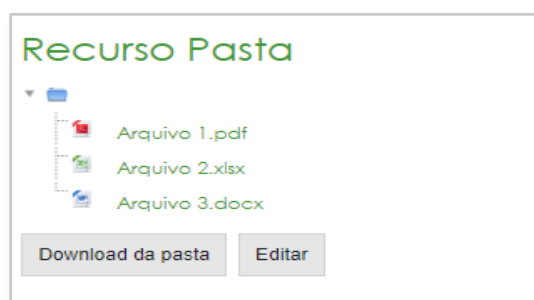 Recurso Pasta
Arquivo 1.pdf
Arquivo 2.xlsx
Arquivo 3.docx
Download da pasta Editar